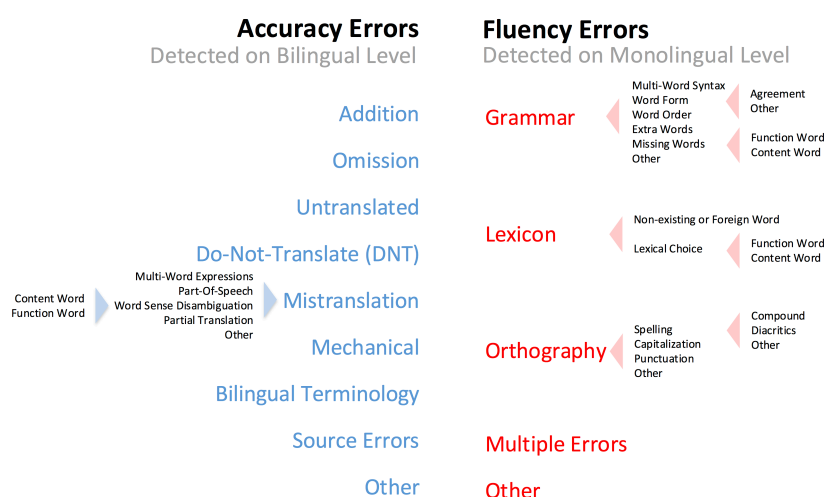 Accuracy Errors
Detected on Bilingual Level
Addition
Omission
Untranslated
Do-Not-Translate (DNT)
Mistranslation
Multi-Word Expressions
Part-Of-Speech
Word Sense Disambiguation
Partial Translation
Other
Content Word
Function Word
Mechanical
Bilingual Terminology
Source Errors
Other
Fluency Errors
Detected on Monolingual Level
Grammar
Multi-Word Syntax
Word Form
Word Order
Extra Words
Missing Words
Other
Agreement
Other
Function Word
Content Word
Lexicon
Non-existing or Foreign Word
Lexical Choice
Function Word
Content Word
Orthography
Spelling
Capitalization
Punctuation
Other
Compound
Diacritics
Other
Multiple Errors
Other